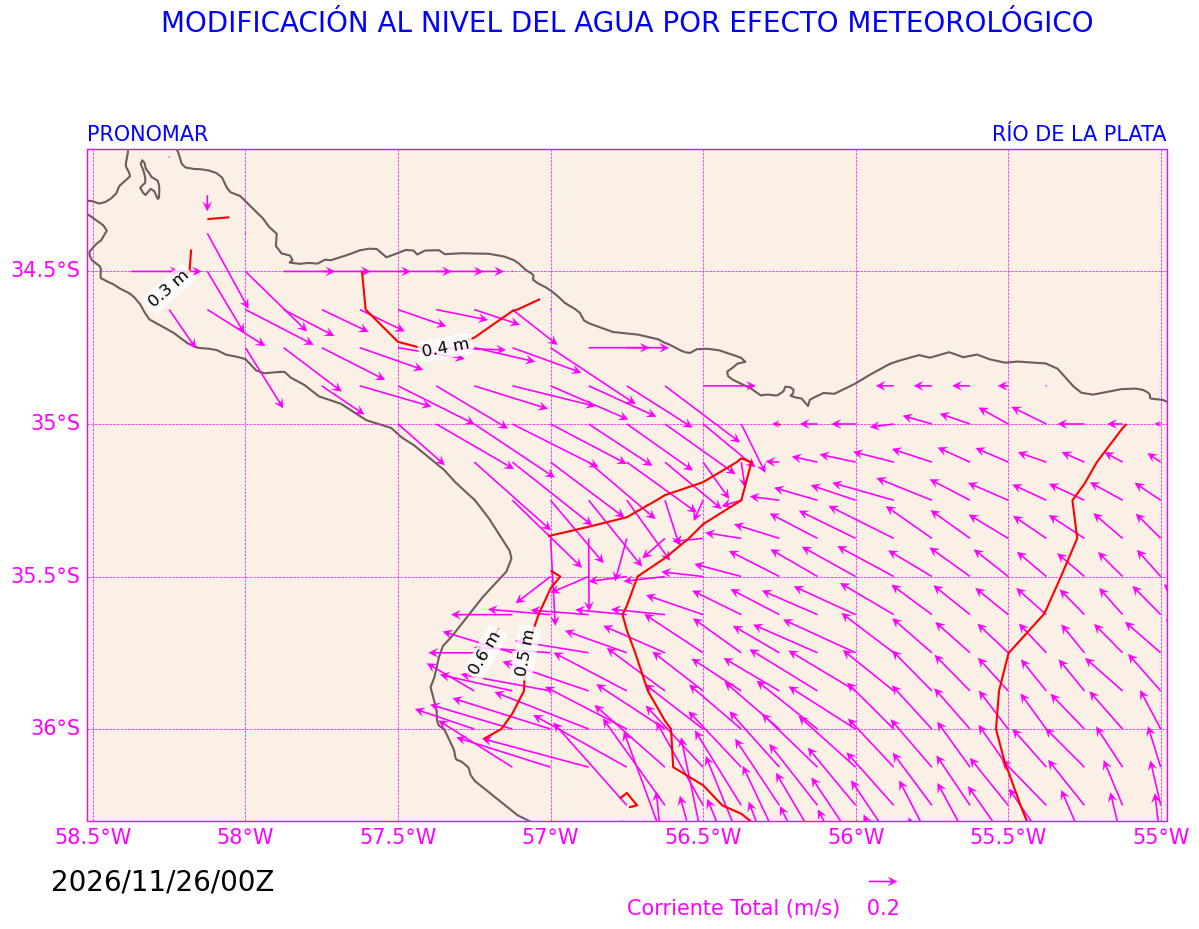 MODIFICACIÓN AL NIVEL DEL AGUA POR EFECTO METEOROLÓGICO
PRONOMAR
RÍO DE LA PLATA
34.5°S
35°S
35.5°S
36°S
0.3 m
0.4 m
0.6 m
0.5 m
58.5°W
58°W
57.5°W
57°W
56.5°W
56°W
55.5°W
55°W
2026/11/26/00Z
Corriente Total (m/s)
0.2